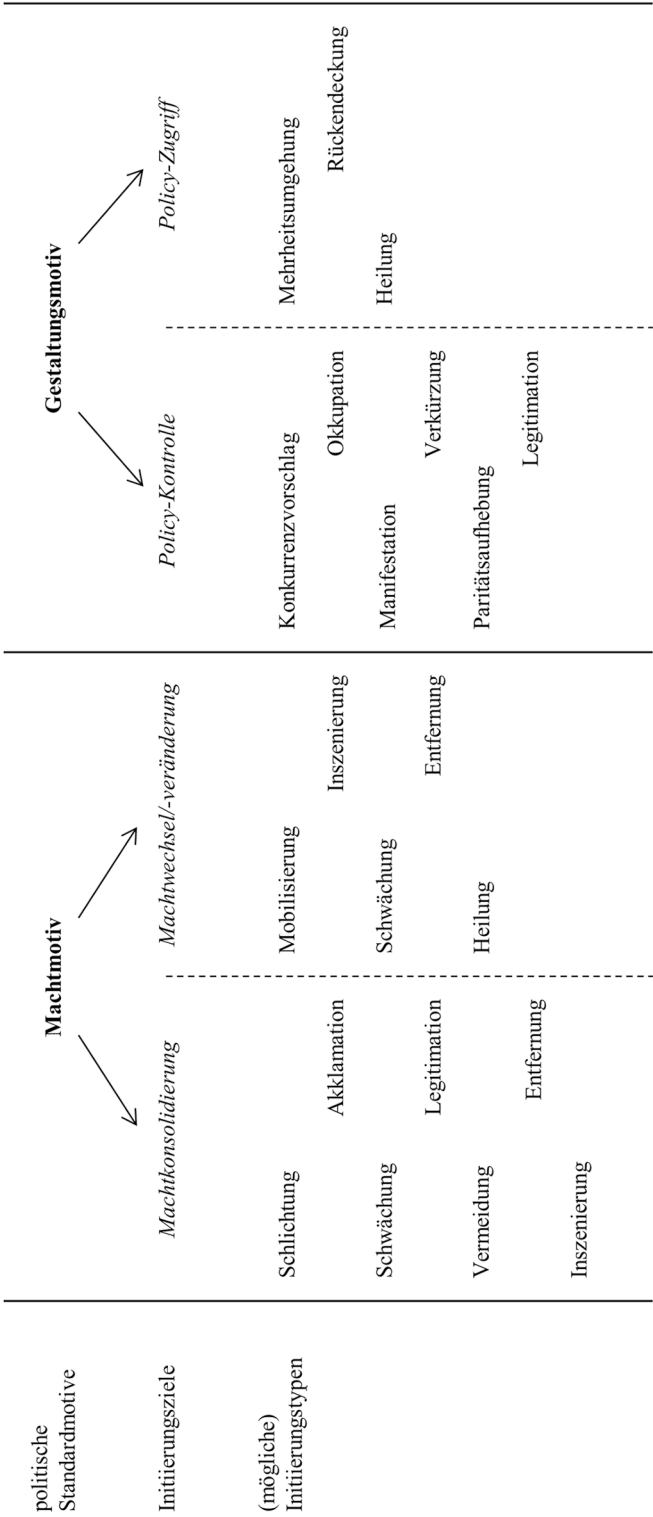 politische
Standardmotive
Machtmotiv
Gestaltungsmotiv
Initiierungsziele
Machtkonsolidierung
Machtwechsel/-veränderung
Policy-Kontrolle
Policy-Zugriff
(mögliche)
Initiierungstypen
Schlichtung
Akklamation
Schwächung
Legitimation
Vermeidung
Entfernung
Inszenierung
Mobilisierung
Inszenierung
Schwächung
Entfernung
Heilung
Konkurrenzvorschlag
Okkupation
Manifestation
Verkürzung
Paritätsaufhebung
Legitimation
Mehrheitsumgehung
Rückendeckung
Heilung